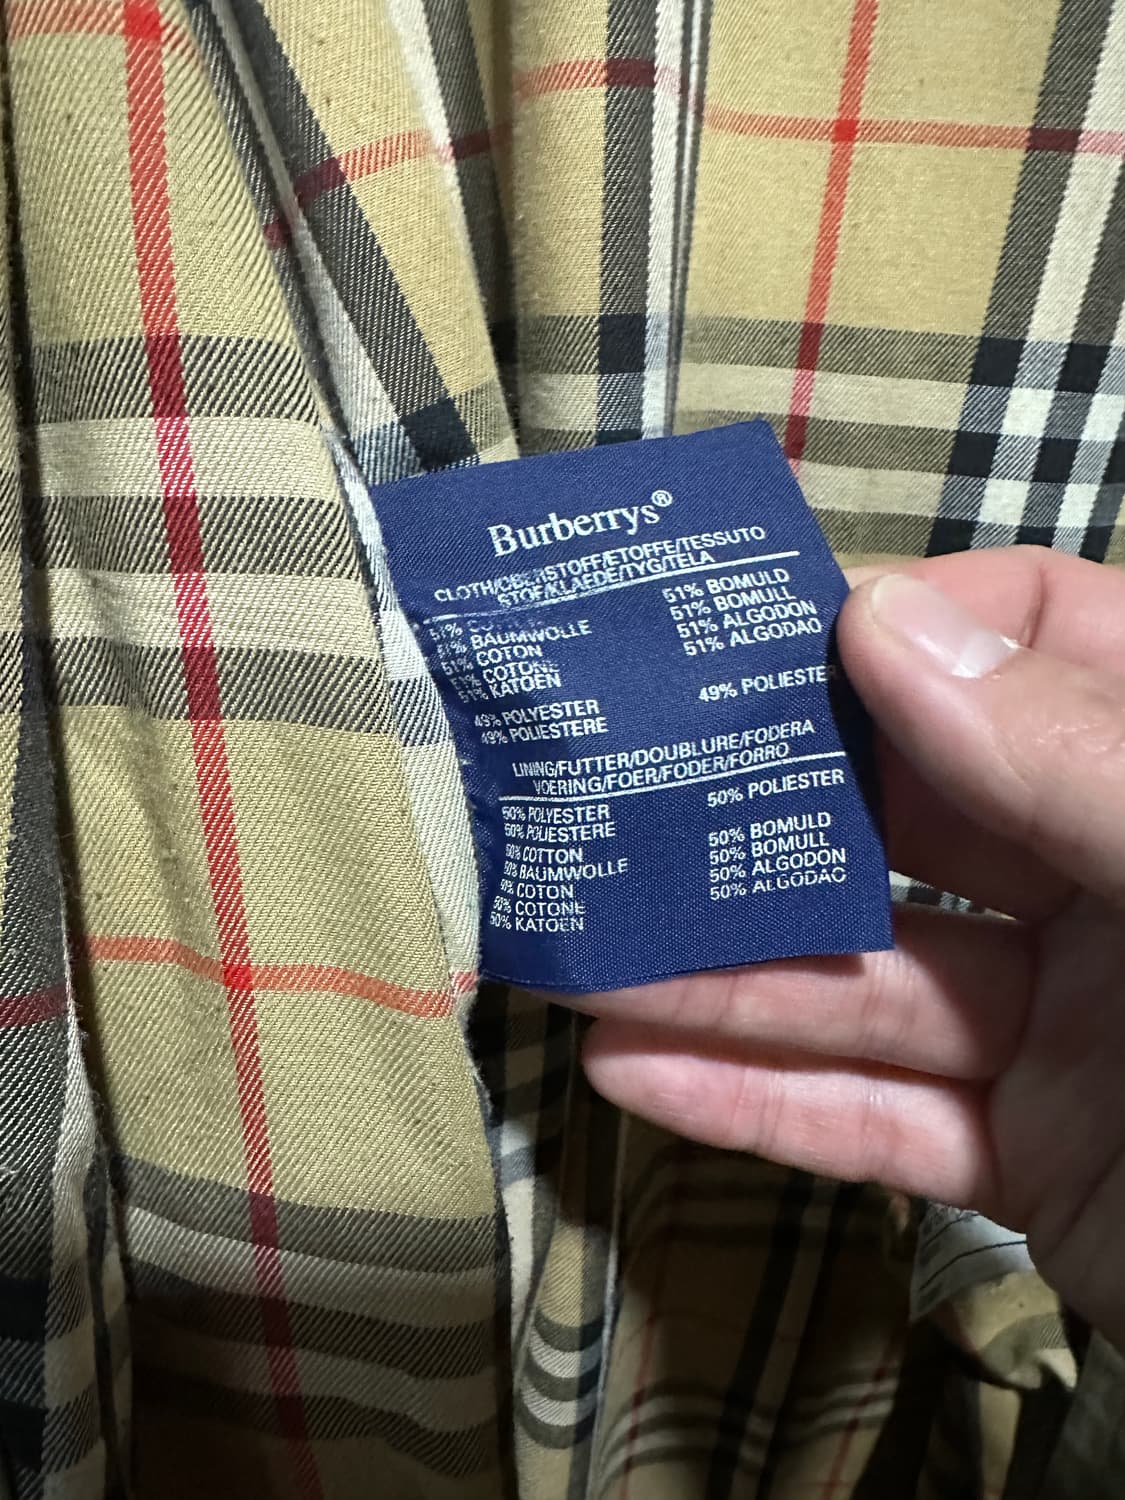 Burberrys®
CLOTH/OBERSTOFF/ETOFFE/TESSUTO
STOF/KLAEDE/TYG/TELA
51%
51% BAUMWOLLE
51% COTON
51% COTONE
51% KATOEN
49% POLYESTER
49% POLIESTERE
51% BOMULD
51% BOMULL
51% ALGODON
51% ALGODAO
49% POLIESTER
LINING/FUTTER/DOUBLURE/FODERA
VOERING/FOER/FODER/FORRO
50% POLYESTER
50% POLIESTERE
50% COTTON
50% BAUMWOLLE
50% COTON
50% COTONE
50% KATOEN
50% POLIESTER
50% BOMULD
50% BOMULL
50% ALGODON
50% ALGODAO